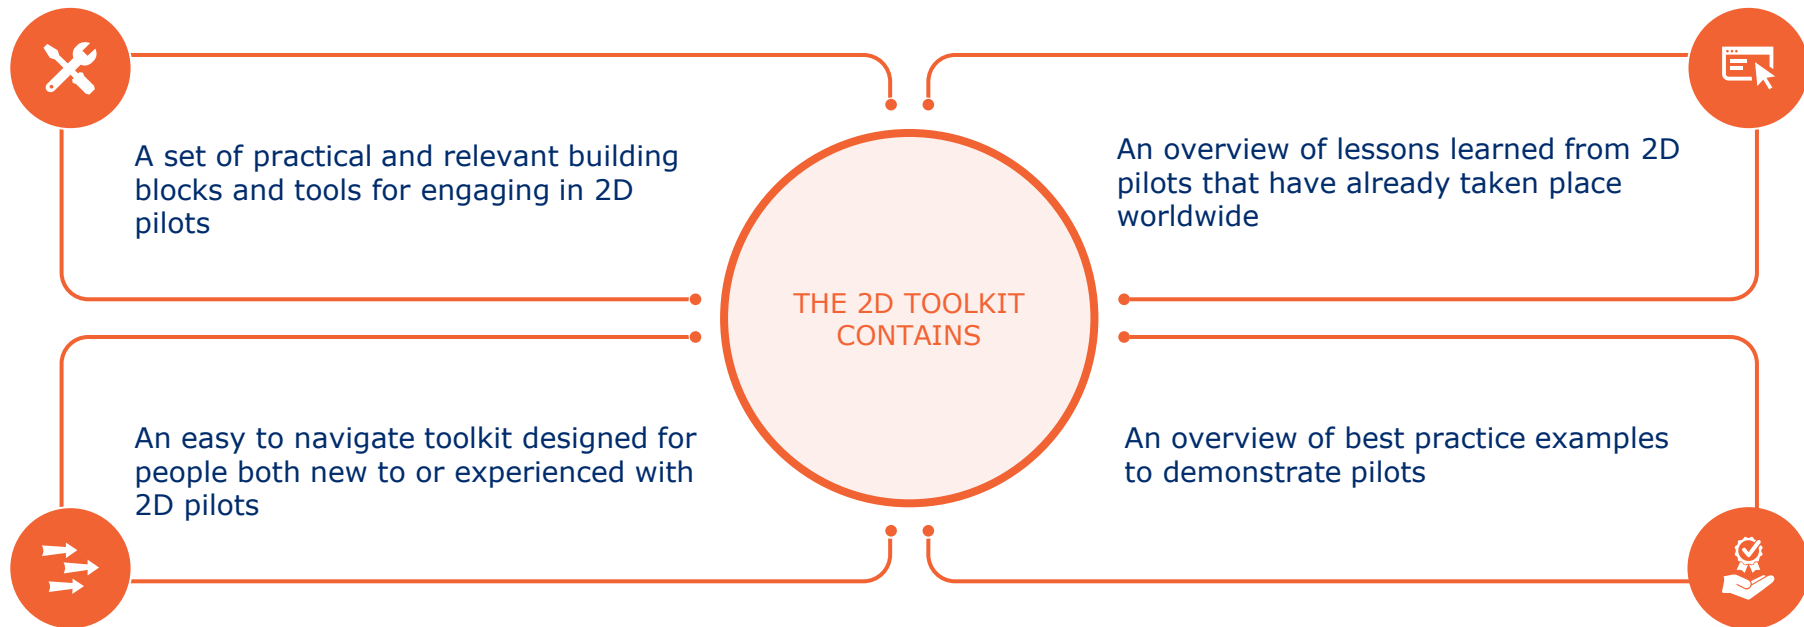 A set of practical and relevant building
blocks and tools for engaging in 2D
pilots
An overview of lessons learned from 2D
pilots that have already taken place
worldwide
THE 2D TOOLKIT
CONTAINS
An easy to navigate toolkit designed for
people both new to or experienced with
2D pilots
An overview of best practice examples
to demonstrate pilots